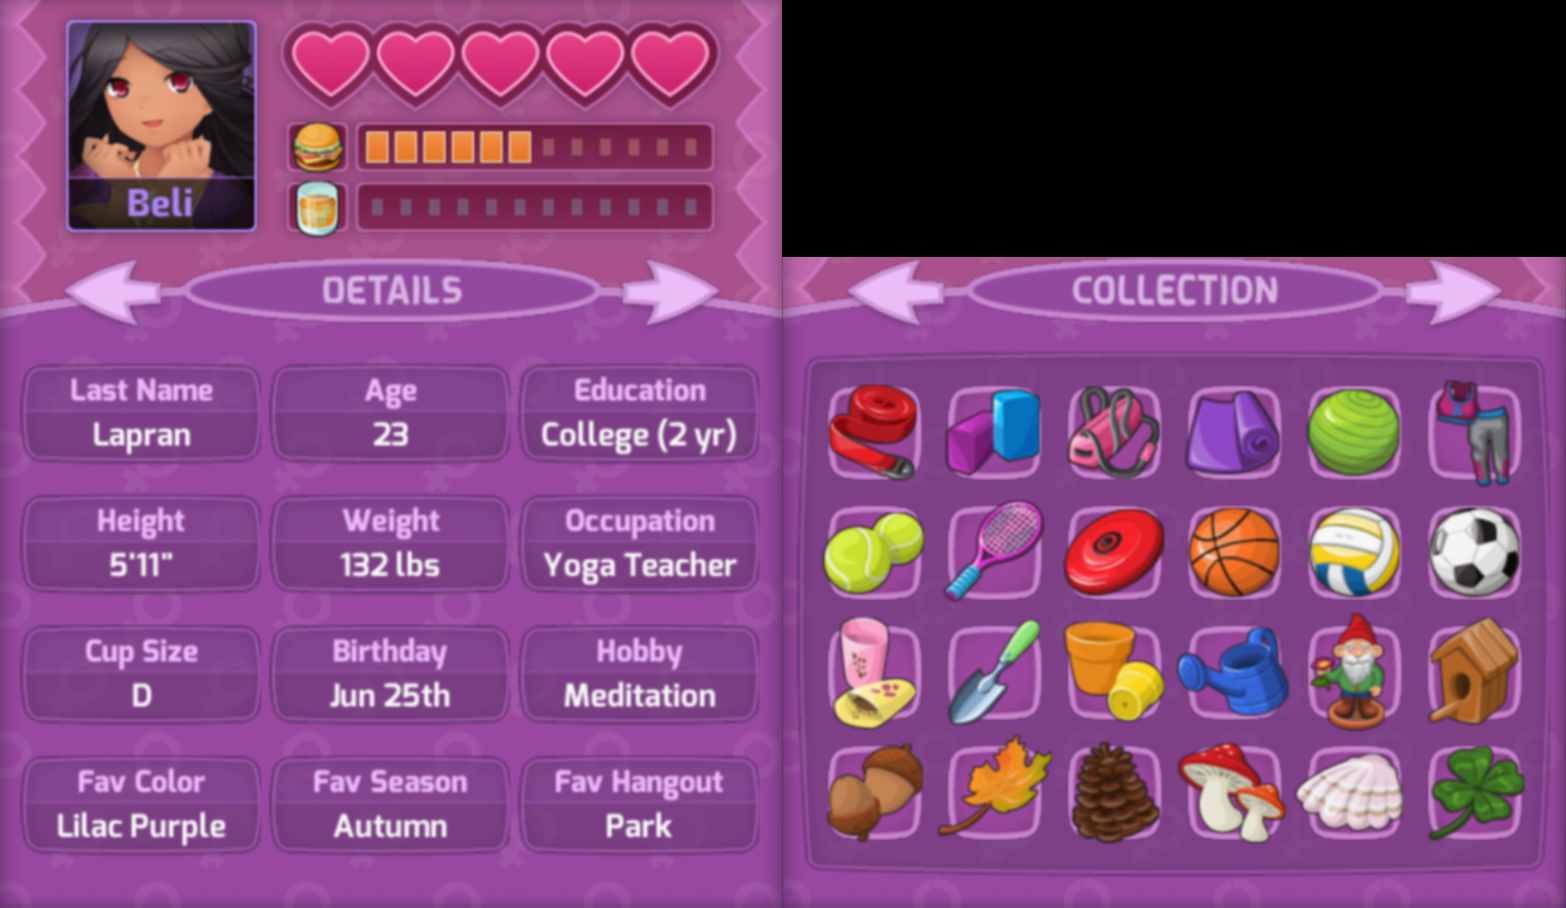 Beli
DETAILS
COLLECTION
Last Name
Lapran
Age
23
Education
College (2 yr)
Height
5'11"
Weight
132 lbs
Occupation
Yoga Teacher
Cup Size
D
Birthday
Jun 25th
Hobby
Meditation
Fav Color
Lilac Purple
Fav Season
Autumn
Fav Hangout
Park